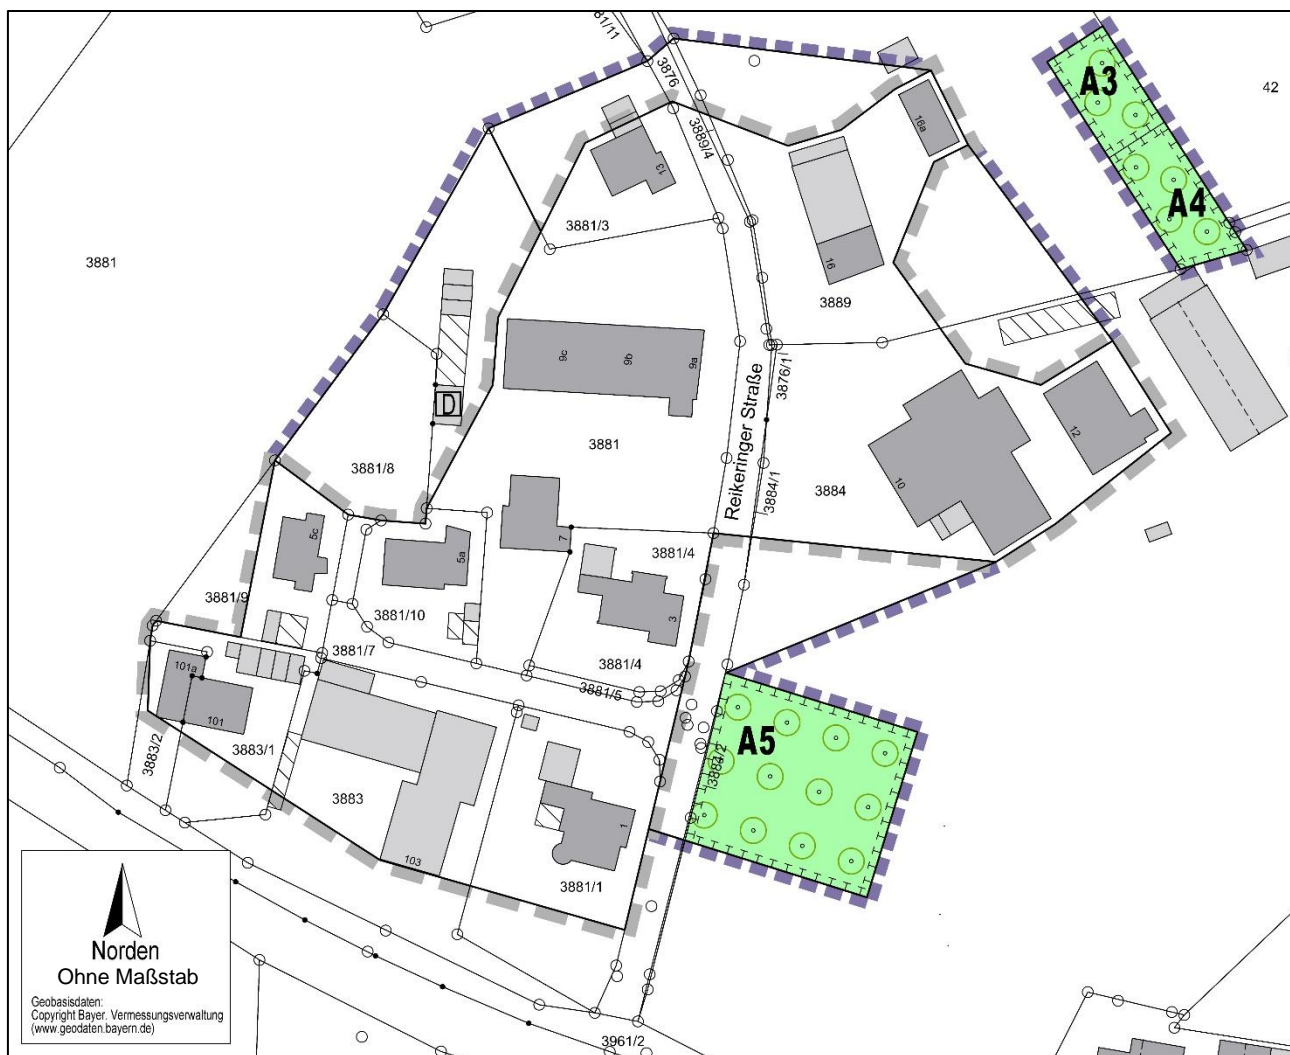 81/11
3876
A3
42
16a
3889/4
13
3881/3
A4
3881
16
3889
9c
9b
9a
3876/1
Reikeringer Straße
D
12
3881
3881/8
3884/1
3884
10
5c
5a
7
3881/4
3881/9
3881/10
3
3881/7
3881/4
101a
3881/5
101
3883/2
3883/1
A5
3884/2
3883
1
103
3881/1
Norden
Ohne Maßstab
Geobasisdaten:
Copyright Bayer. Vermessungsverwaltung
(www.geodaten.bayern.de)
3961/2